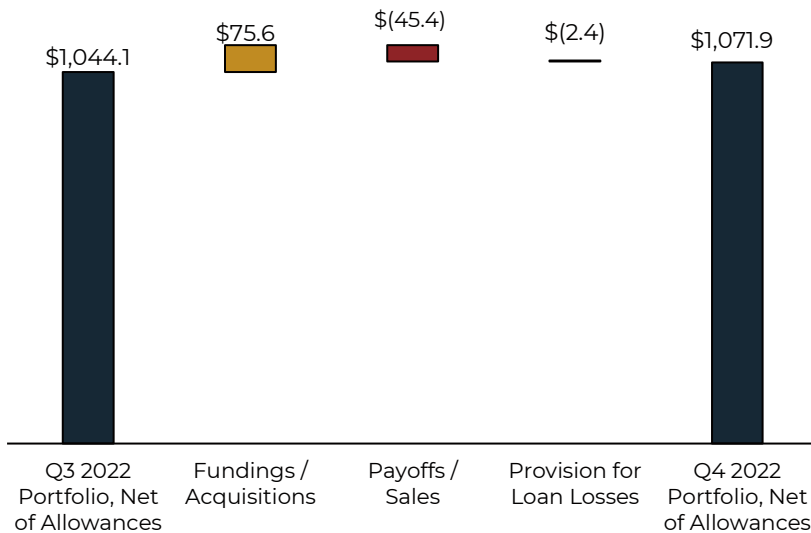 $1,044.1
$75.6
$(45.4)
$(2.4)
$1,071.9
Q3 2022
Portfolio, Net
of Allowances
Fundings /
Acquisitions
Payoffs /
Sales
Provision for
Loan Losses
Q4 2022
Portfolio, Net
of Allowances